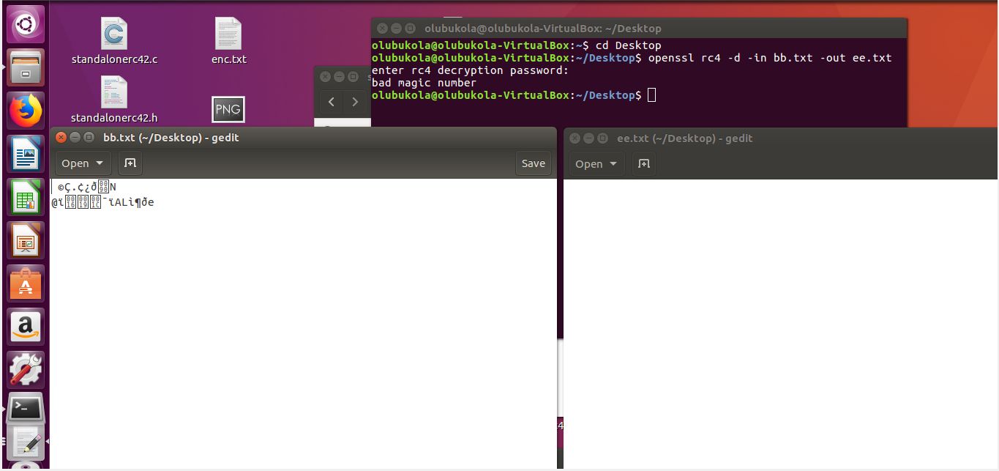 standalonerc42.c
enc.txt
standalonerc42.h
PNG
olubukola@olubukola-VirtualBox: ~/Desktop
olubukola@olubukola-VirtualBox:~$ cd Desktop
olubukola@olubukola-VirtualBox:~/Desktop$ openssl rc4 -d -in bb.txt -out ee.txt
enter rc4 decryption password:
bad magic number
olubukola@olubukola-VirtualBox:~/Desktop$
bb.txt (~/Desktop) - gedit
Open
Save
©Ç.¢¿ð0090N
@ï00160019001C¯ïALì¶ðe
ee.txt (~/Desktop) - gedit
Open